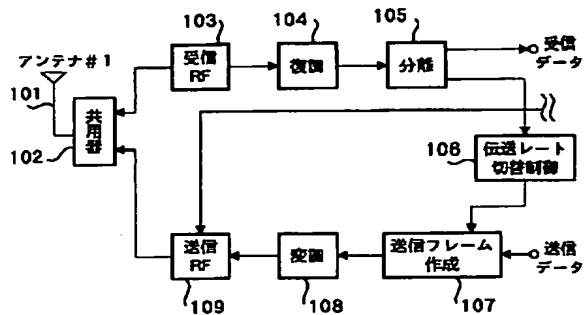 103
104
105
アンテナ#1
101
受信
RF
復調
分離
受信
データ
共
用
器
102
106
伝送レート
切替制御
送信
RF
変調
送信フレーム
作成
送信
データ
109
108
107